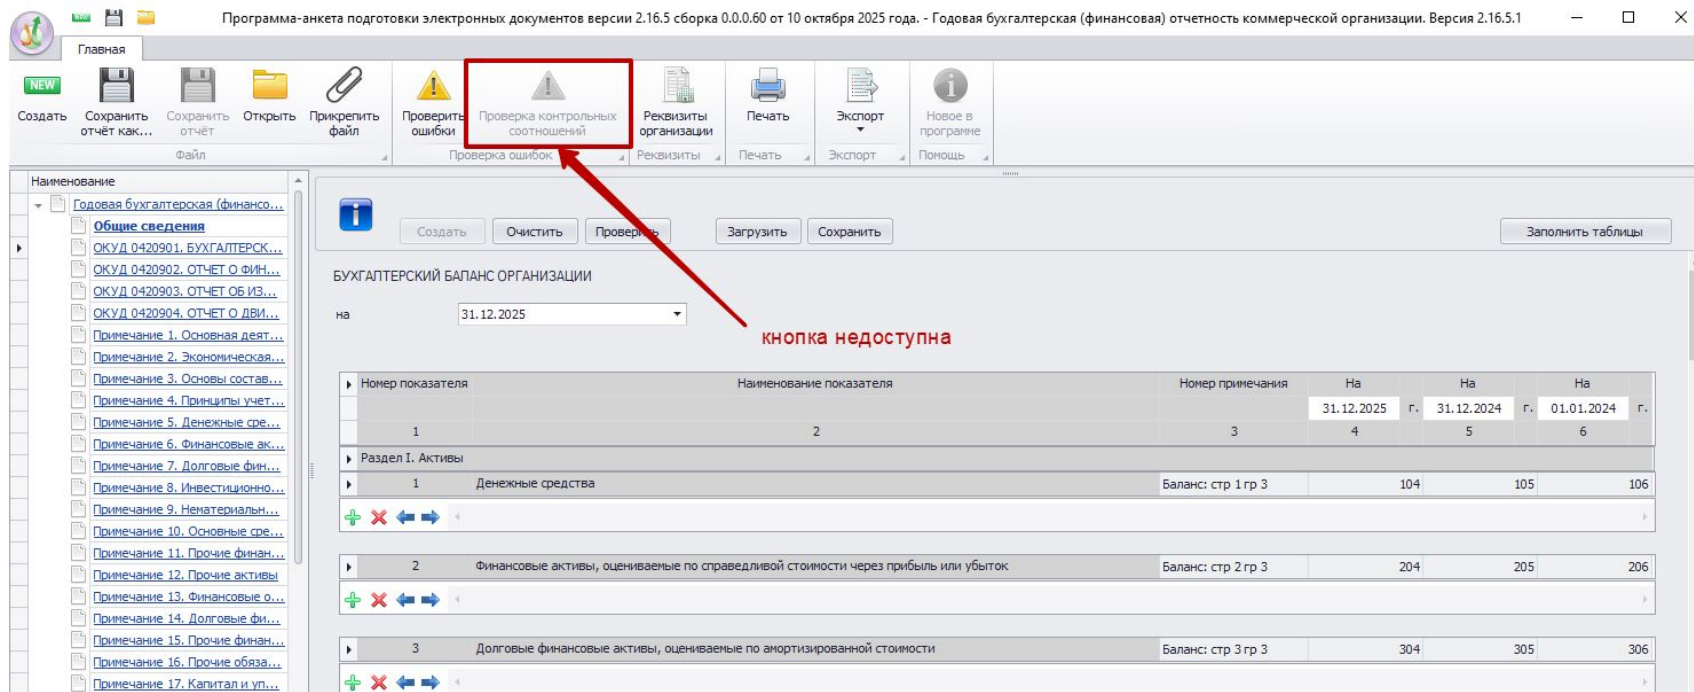 NEW
Программа-анкета подготовки электронных документов версии 2.16.5 сборка 0.0.0.60 от 10 октября 2025 года. - Годовая бухгалтерская (финансовая) отчетность коммерческой организации. Версия 2.16.5.1
Главная
NEW
Создать
Сохранить отчёт как...
Сохранить отчёт
Открыть
Прикрепить файл
Проверить ошибки
Проверка контрольных соотношений
Реквизиты организации
Печать
Экспорт
Новое в программе
Файл
Проверка ошибок
Реквизиты
Печать
Экспорт
Помощь
Наименование
Годовая бухгалтерская (финансо...
Общие сведения
ОКУД 0420901. БУХГАЛТЕРСК...
ОКУД 0420902. ОТЧЕТ О ФИН...
ОКУД 0420903. ОТЧЕТ ОБ ИЗ...
ОКУД 0420904. ОТЧЕТ О ДВИ...
Примечание 1. Основная деят...
Примечание 2. Экономическая...
Примечание 3. Основы состав...
Примечание 4. Принципы учет...
Примечание 5. Денежные сре...
Примечание 6. Финансовые ак...
Примечание 7. Долговые фин...
Примечание 8. Инвестиционно...
Примечание 9. Нематериальн...
Примечание 10. Основные сре...
Примечание 11. Прочие финан...
Примечание 12. Прочие активы
Примечание 13. Финансовые о...
Примечание 14. Долговые фи...
Примечание 15. Прочие финан...
Примечание 16. Прочие обяза...
Примечание 17. Капитал и уп...
Создать
Очистить
Проверить
Загрузить
Сохранить
Заполнить таблицы
БУХГАЛТЕРСКИЙ БАЛАНС ОРГАНИЗАЦИИ
на 31.12.2025
кнопка недоступна
Номер показателя Наименование показателя Номер примечания На На На
31.12.2025 г. 31.12.2024 г. 01.01.2024 г.
1 2 3 4 5 6
Раздел I. Активы
1 Денежные средства Баланс: стр 1 гр 3 104 105 106
2 Финансовые активы, оцениваемые по справедливой стоимости через прибыль или убыток Баланс: стр 2 гр 3 204 205 206
3 Долговые финансовые активы, оцениваемые по амортизированной стоимости Баланс: стр 3 гр 3 304 305 306